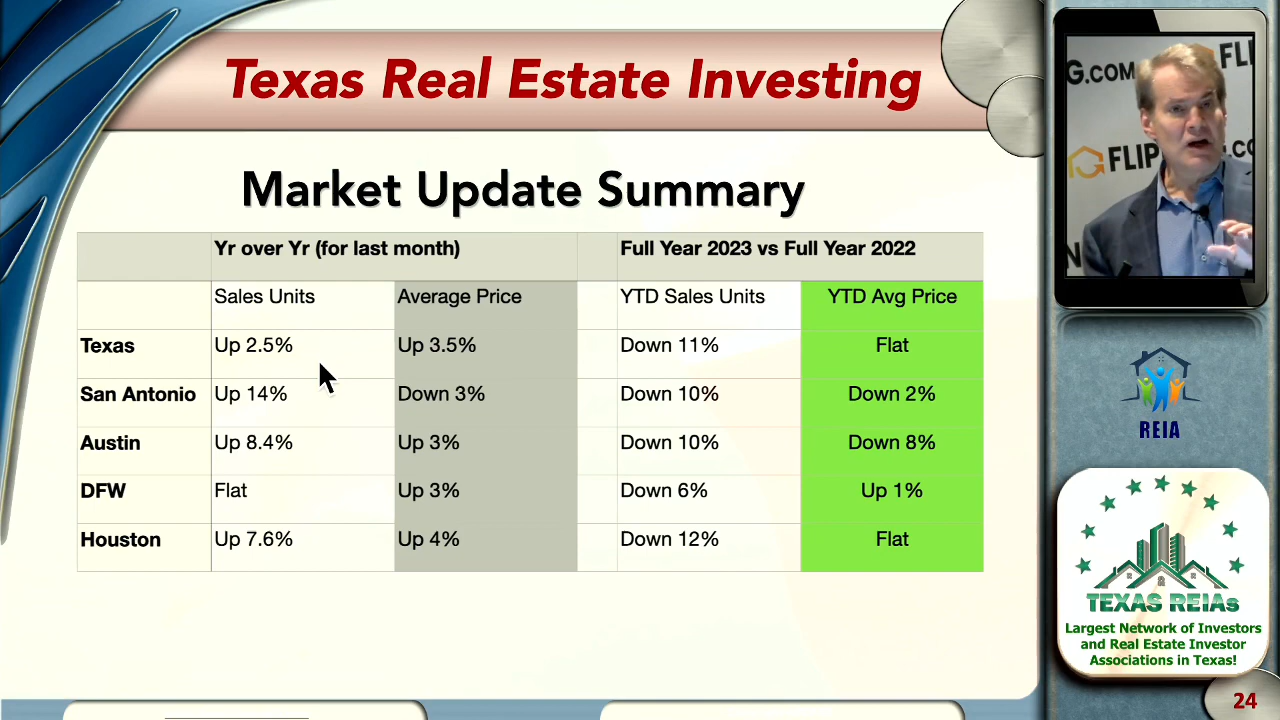 Texas Real Estate Investing
Market Update Summary
Yr over Yr (for last month) Full Year 2023 vs Full Year 2022
Sales Units Average Price YTD Sales Units YTD Avg Price
Texas Up 2.5% Up 3.5% Down 11% Flat
San Antonio Up 14% Down 3% Down 10% Down 2%
Austin Up 8.4% Up 3% Down 10% Down 8%
DFW Flat Up 3% Down 6% Up 1%
Houston Up 7.6% Up 4% Down 12% Flat
G.COM FLI
FLIP .CO
N
REIA
TEXAS REIAs
Largest Network of Investors
and Real Estate Investor
Associations in Texas!
24